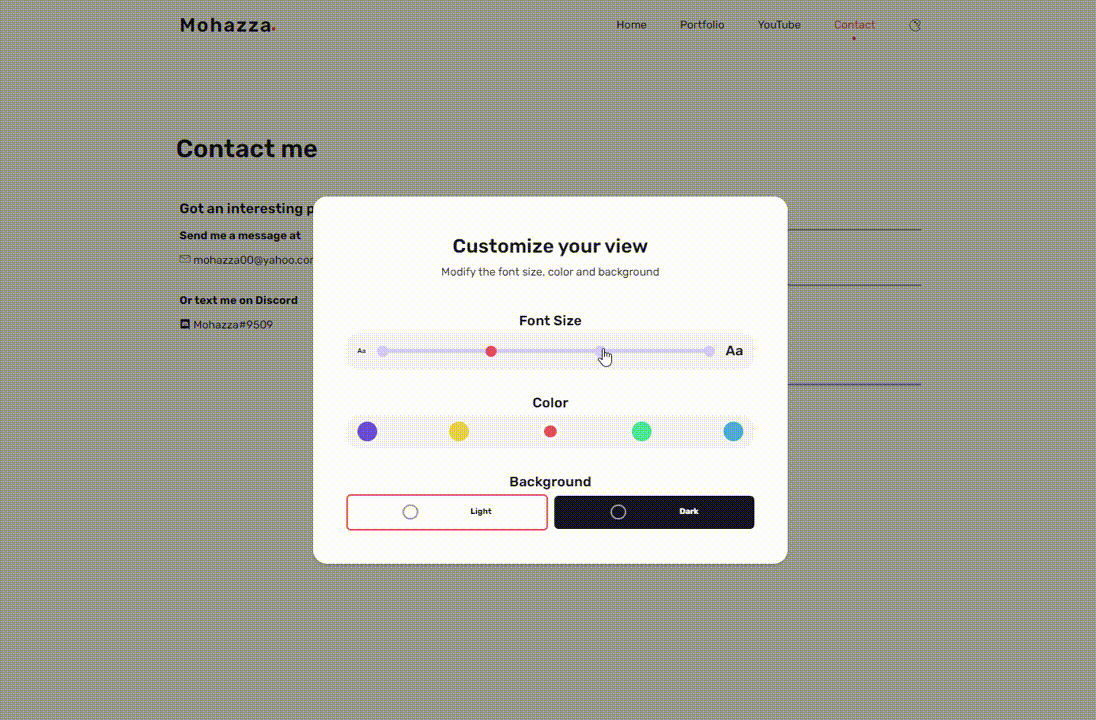 Mohazza.
Home Portfolio YouTube Contact
Contact me
Got an interesting
Send me a message at
mohazza00@yahoo.co
Or text me on Discord
Mohazza#9509
Customize your view
Modify the font size, color and background
Font Size
Aa Aa
Color
Background
Light Dark